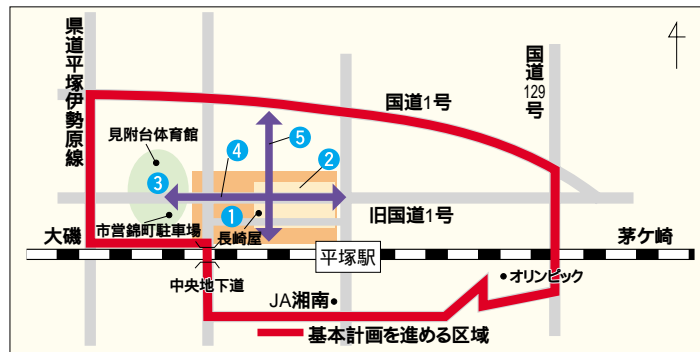 県道平塚伊勢原線
国道129号
国道1号
見附台体育館
5
4
2
3
1
旧国道1号
市営錦町駐車場
長崎屋
大磯
茅ケ崎
平塚駅
中央地下道
オリンピック
JA湘南
基本計画を進める区域